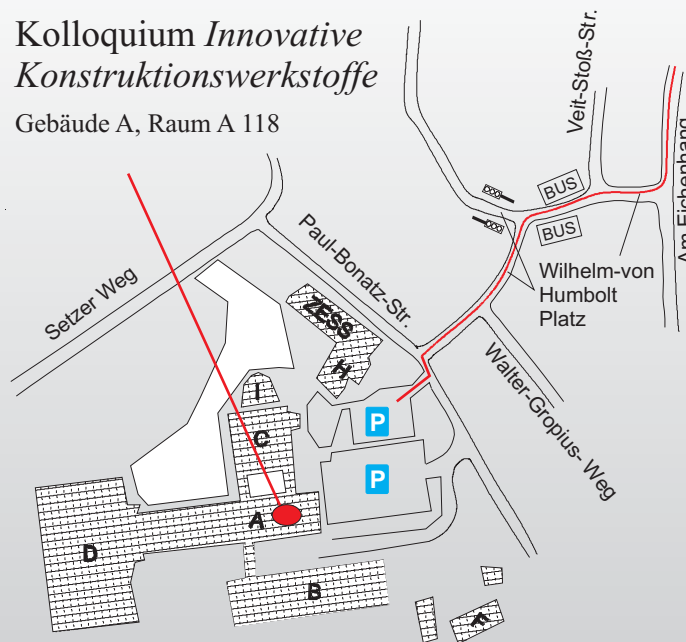 Kolloquium Innovative
Konstruktionswerkstoffe
Gebäude A, Raum A 118
Veit-Stoß-Str.
Am Eichenhang
BUS
BUS
Wilhelm-von
Humbolt
Platz
Paul-Bonatz-Str.
Setzer Weg
Walter-Gropius- Weg
ZESS
H
I
C
P
P
A
D
B
F